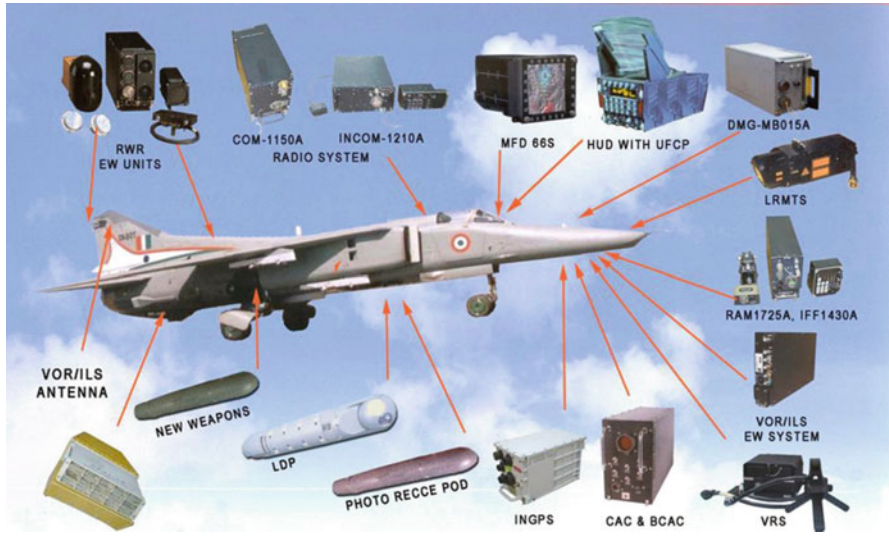 RWR
EW UNITS
COM-1150A
INCOM-1210A
RADIO SYSTEM
MFD 66S
HUD WITH UFCP
DMG-MB015A
LRMTS
RAM1725A, IFF1430A
VOR/ILS
EW SYSTEM
VRS
CAC & BCAC
INGPS
PHOTO RECCE POD
LDP
NEW WEAPONS
VOR/ILS
ANTENNA